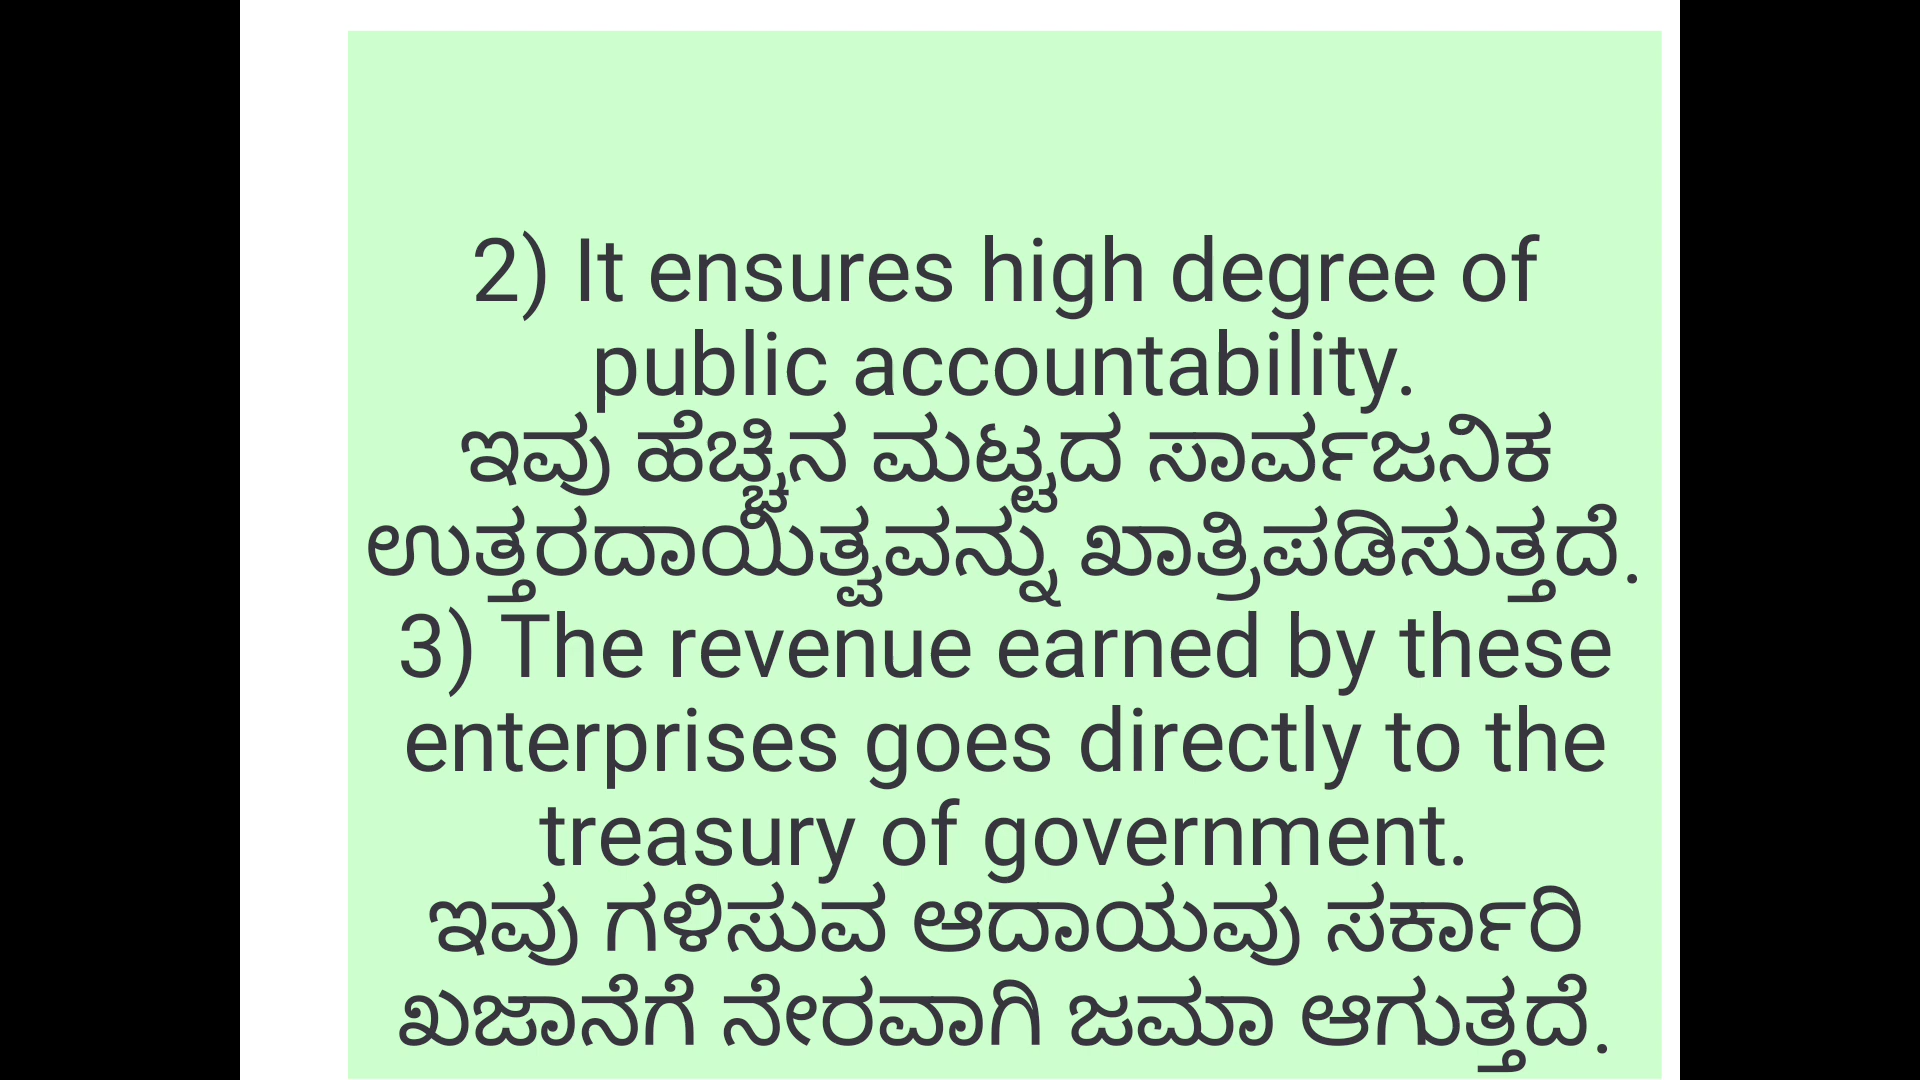 2) It ensures high degree of
public accountability.
ಇವು ಹೆಚ್ಚಿನ ಮಟ್ಟದ ಸಾರ್ವಜನಿಕ
ಉತ್ತರದಾಯಿತ್ವವನ್ನು ಖಾತ್ರಿಪಡಿಸುತ್ತದೆ.
3) The revenue earned by these
enterprises goes directly to the
treasury of government.
ಇವು ಗಳಿಸುವ ಆದಾಯವು ಸರ್ಕಾರಿ
ಖಜಾನೆಗೆ ನೇರವಾಗಿ ಜಮಾ ಆಗುತ್ತದೆ.